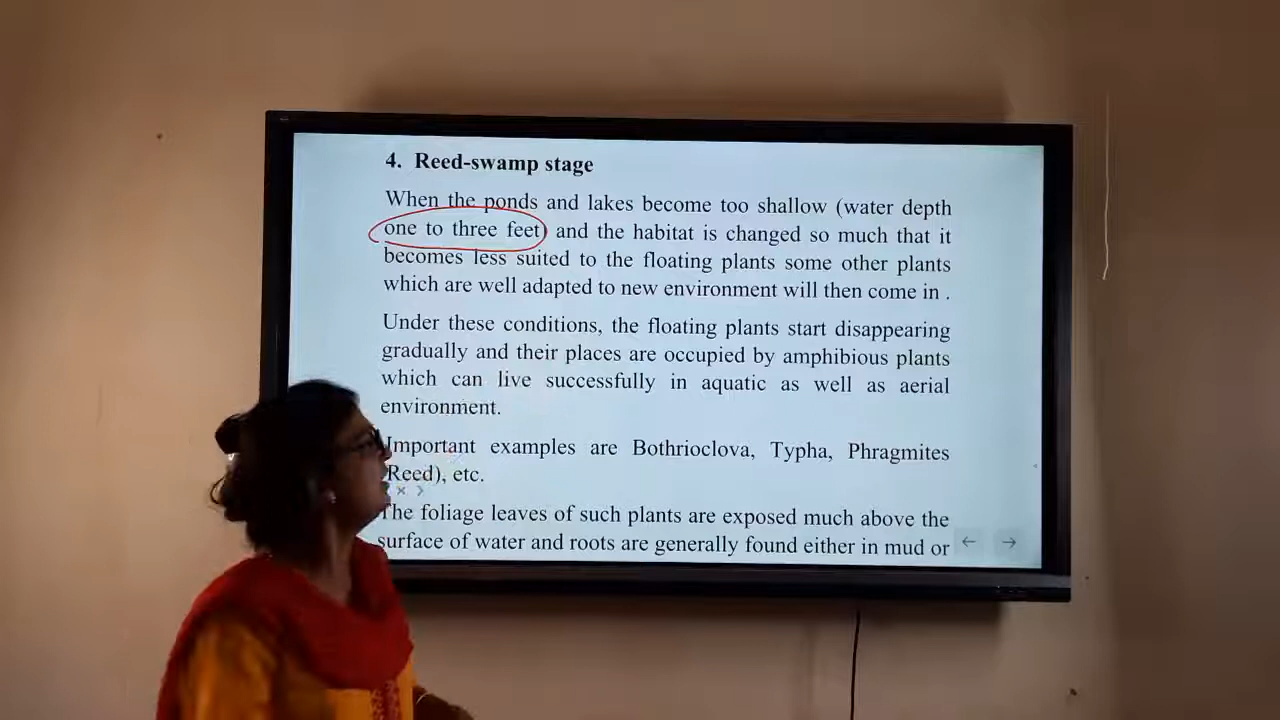 4. Reed-swamp stage
When the ponds and lakes become too shallow (water depth
one to three feet) and the habitat is changed so much that it
becomes less suited to the floating plants some other plants
which are well adapted to new environment will then come in .
Under these conditions, the floating plants start disappearing
gradually and their places are occupied by amphibious plants
which can live successfully in aquatic as well as aerial
environment.
Important examples are Bothrioclova, Typha, Phragmites
Reed), etc.
The foliage leaves of such plants are exposed much above the
surface of water and roots are generally found either in mud or